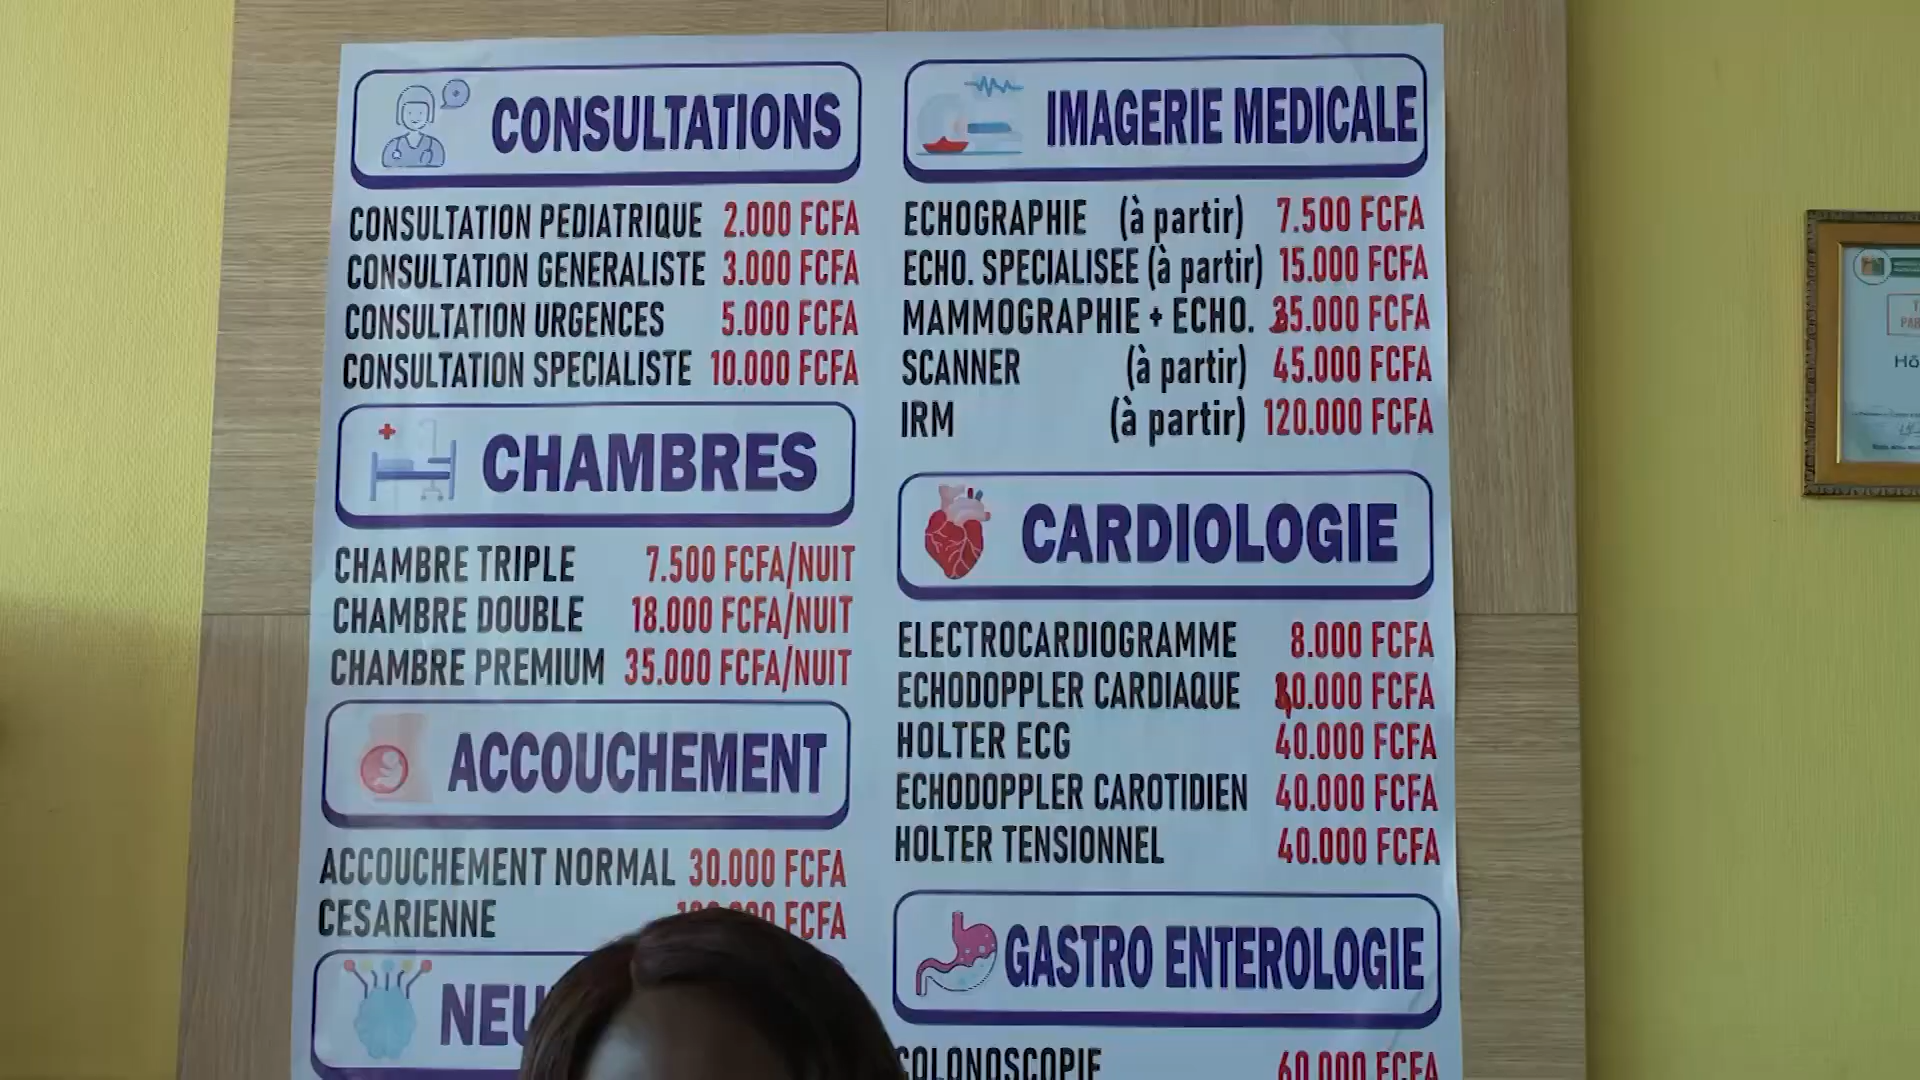 CONSULTATIONS
CONSULTATION PEDIATRIQUE 2.000 FCFA
CONSULTATION GENERALISTE 3.000 FCFA
CONSULTATION URGENCES 5.000 FCFA
CONSULTATION SPECIALISTE 10.000 FCFA
CHAMBRES
CHAMBRE TRIPLE 7.500 FCFA/NUIT
CHAMBRE DOUBLE 18.000 FCFA/NUIT
CHAMBRE PREMIUM 35.000 FCFA/NUIT
ACCOUCHEMENT
ACCOUCHEMENT NORMAL 30.000 FCFA
CESARIENNE FCFA
IMAGERIE MEDICALE
ECHOGRAPHIE (à partir) 7.500 FCFA
ECHO. SPECIALISEE (à partir) 15.000 FCFA
MAMMOGRAPHIE + ECHO. FCFA
SCANNER (à partir) 45.000 FCFA
IRM (à partir) 120.000 FCFA
CARDIOLOGIE
ELECTROCARDIOGRAMME 8.000 FCFA
ECHODOPPLER CARDIAQUE FCFA
HOLTER ECG 40.000 FCFA
ECHODOPPLER CAROTIDIEN 40.000 FCFA
HOLTER TENSIONNEL 40.000 FCFA
GASTRO ENTEROLOGIE
COLONOSCOPIE 60.000 FCFA